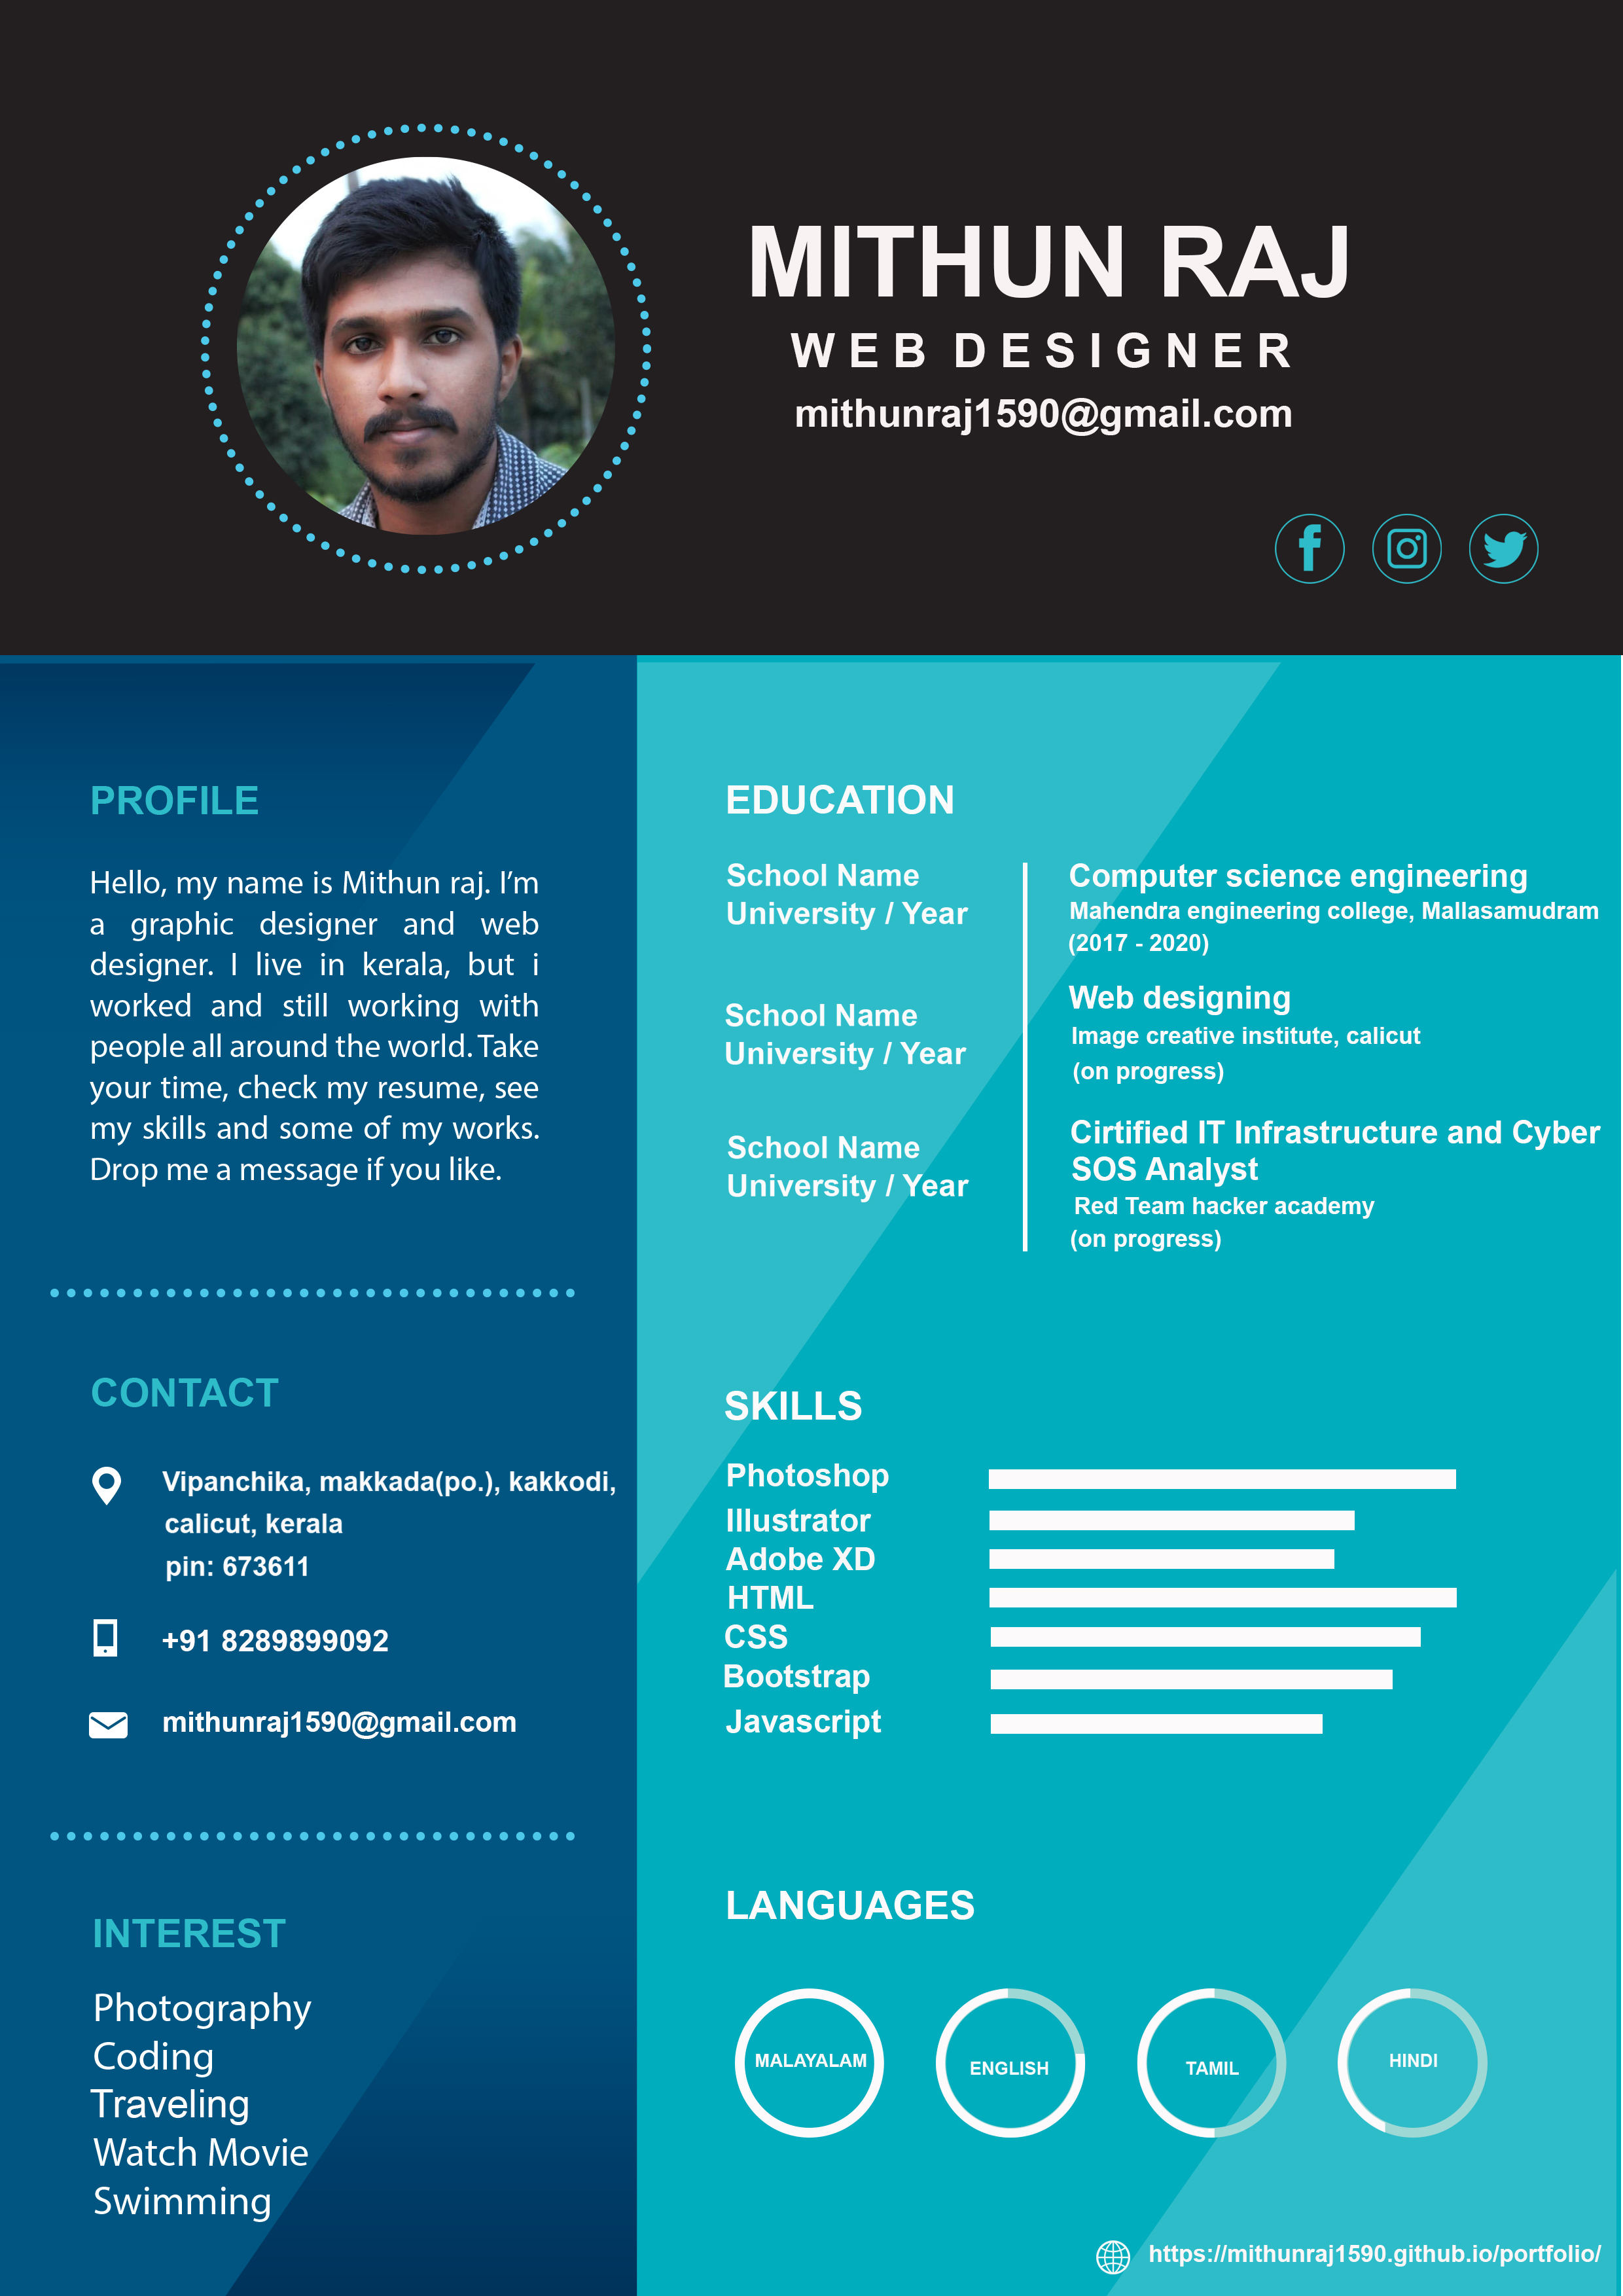 MITHUN RAJ
WEB DESIGNER
mithunraj1590@gmail.com
PROFILE
Hello, my name is Mithun raj. I'm
a graphic designer and web
designer. I live in kerala, but i
worked and still working with
people all around the world. Take
your time, check my resume, see
my skills and some of my works.
Drop me a message if you like.
CONTACT
Vipanchika, makkada(po.), kakkodi,
calicut, kerala
pin: 673611
+91 8289899092
mithunraj1590@gmail.com
INTEREST
Photography
Coding
Traveling
Watch Movie
Swimming
EDUCATION
School Name
University / Year
Computer science engineering
Mahendra engineering college, Mallasamudram
(2017 - 2020)
School Name
University / Year
Web designing
Image creative institute, calicut
(on progress)
School Name
University / Year
Cirtified IT Infrastructure and Cyber
SOS Analyst
Red Team hacker academy
(on progress)
SKILLS
Photoshop
Illustrator
Adobe XD
HTML
CSS
Bootstrap
Javascript
LANGUAGES
MALAYALAM
ENGLISH
TAMIL
HINDI
https://mithunraj1590.github.io/portfolio/